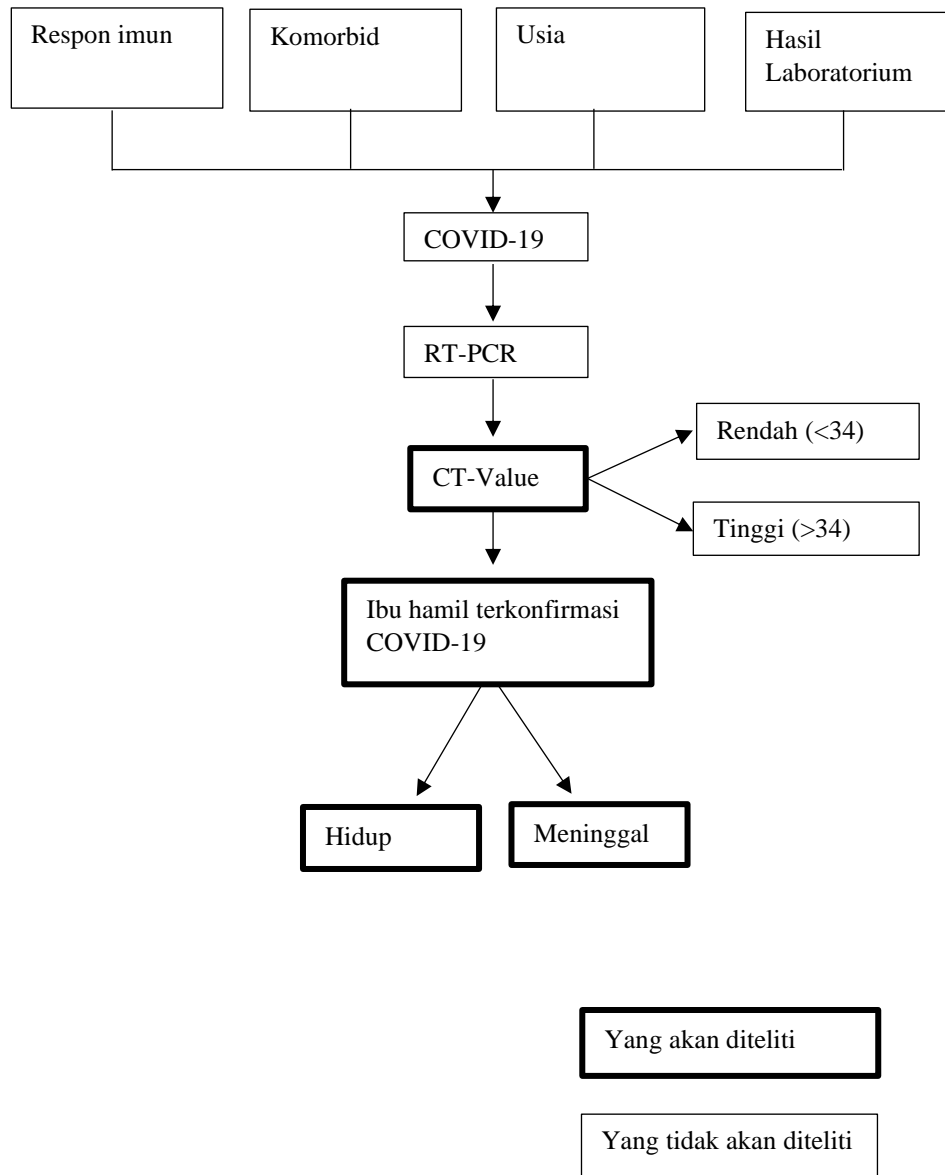 Respon imun
Komorbid
Usia
Hasil
Laboratorium
COVID-19
RT-PCR
Rendah (<34)
CT-Value
Tinggi (>34)
Ibu hamil terkonfirmasi
COVID-19
Hidup
Meninggal
Yang akan diteliti
Yang tidak akan diteliti